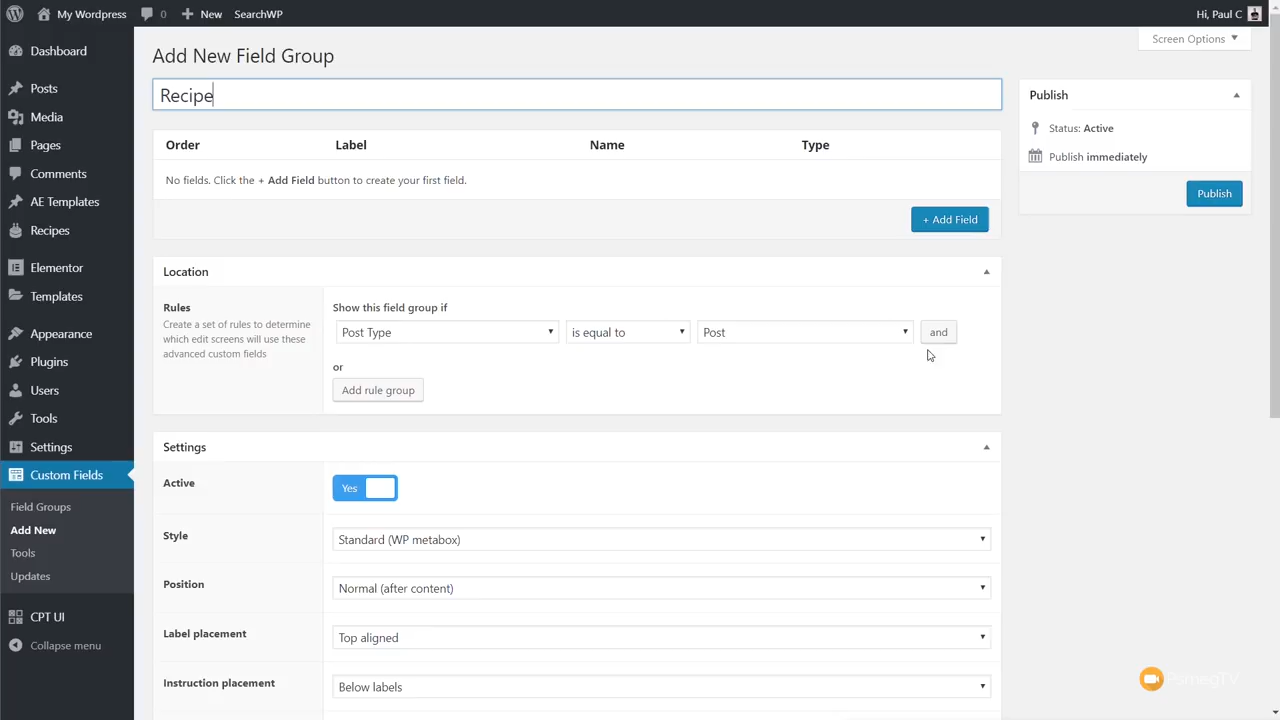 My Wordpress
0
New
SearchWP
Hi, Paul C
Dashboard
Posts
Media
Pages
Comments
AE Templates
Recipes
Elementor
Templates
Appearance
Plugins
Users
Tools
Settings
Custom Fields
Field Groups
Add New
Tools
Updates
CPT UI
Collapse menu
Screen Options
Add New Field Group
Recipe
Order Label Name Type
No fields. Click the + Add Field button to create your first field.
+ Add Field
Location
Rules
Create a set of rules to determine
which edit screens will use these
advanced custom fields
Show this field group if
Post Type is equal to Post and
or
Add rule group
Settings
Active
Yes
Style
Standard (WP metabox)
Position
Normal (after content)
Label placement
Top aligned
Instruction placement
Below labels
Publish
Status: Active
Publish immediately
Publish
PsmegTV